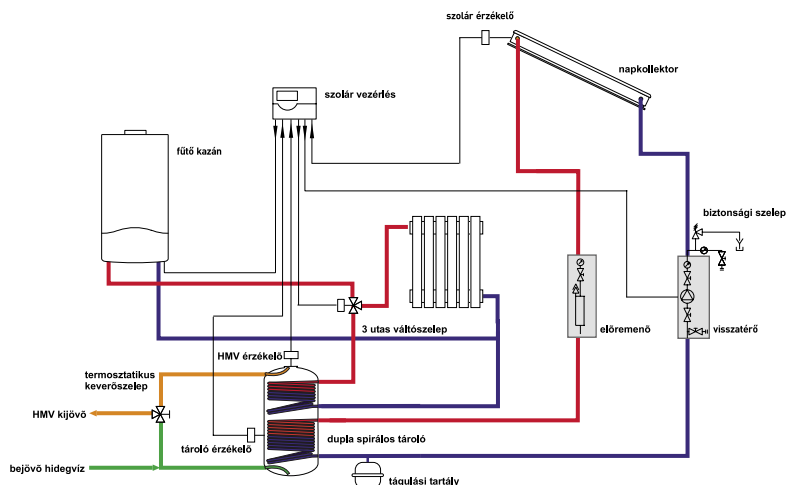 szolár érzékelő
napkollektor
szolár vezérlés
fűtő kazán
biztonsági szelep
3 utas váltószelep
előremenő
visszatérő
HMV érzékelő
termosztatikus
keverőszelep
HMV kijövő
dupla spirálos tároló
tároló érzékelő
bejövő hidegvíz
tágulási tartály